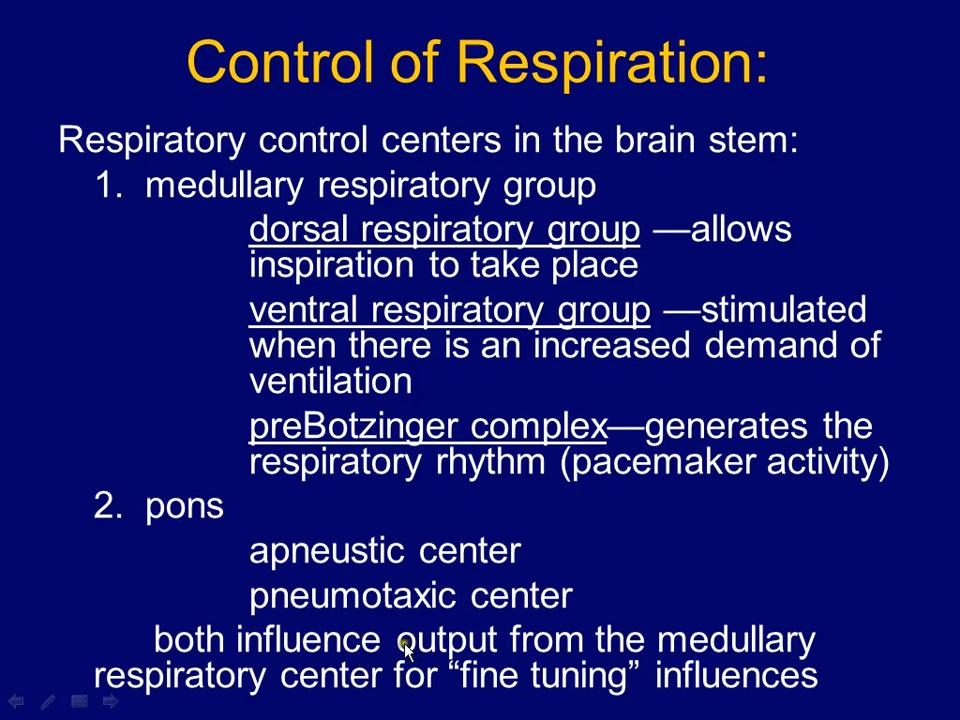 Control of Respiration:
Respiratory control centers in the brain stem:
1. medullary respiratory group
dorsal respiratory group —allows
inspiration to take place
ventral respiratory group —stimulated
when there is an increased demand of
ventilation
preBotzinger complex—generates the
respiratory rhythm (pacemaker activity)
2. pons
apneustic center
pneumotaxic center
both influence output from the medullary
respiratory center for “fine tuning” influences